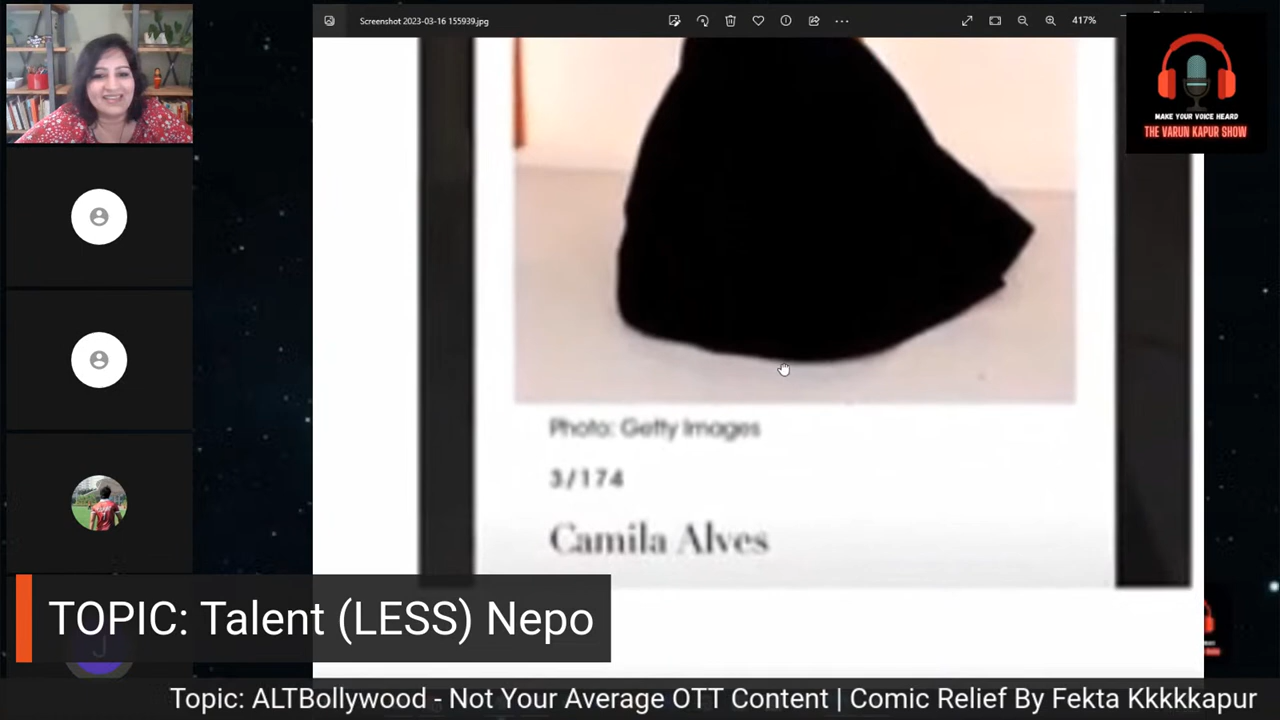 Screenshot 2023-03-16 155939.jpg
417%
MAKE YOUR VOICE HEARD
THE VARUN KAPUR SHOW
Photo: Getty Images
3/174
Camila Alves
TOPIC: Talent (LESS) Nepo
J
Topic: ALTBollywood - Not Your Average OTT Content | Comic Relief By Fekta Kkkkkapur